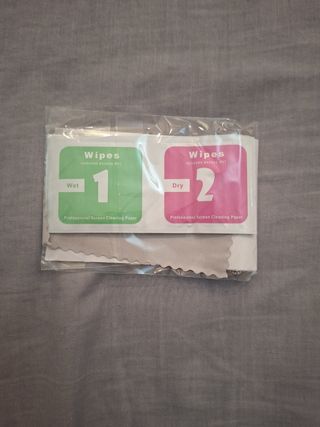 Wipes
Wet
1
Professional Screen Cleaning Paper
Wipes
Dry
2
Professional Screen Cleaning Paper